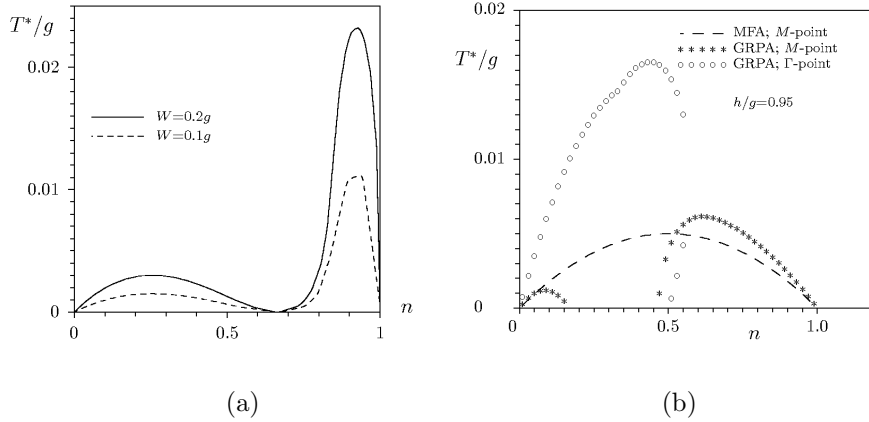 T*/g
0.02
0.01
0
W=0.2g
W=0.1g
0
0.5
1
n
(a)
0.02
T*/g
0.01
0
MFA; M-point
GRPA; M-point
GRPA; Γ-point
h/g=0.95
0
0.5
1.0
n
(b)